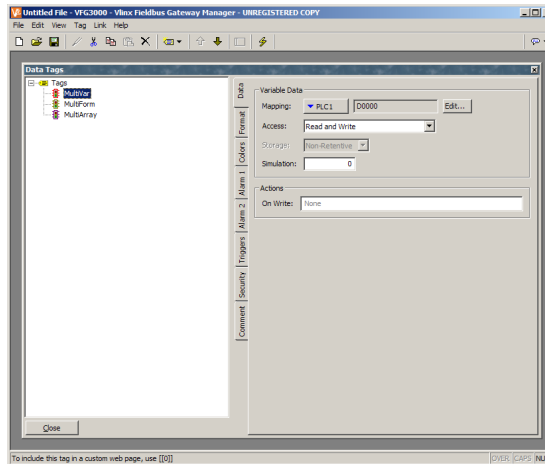 Untitled File - VFG3000 - Vlinx Fieldbus Gateway Manager - UNREGISTERED COPY
File Edit View Tag Link Help
Data Tags
Tags
MultiVar
MultiForm
MultiArray
Data
Format
Colors
Alarm 1
Alarm 2
Triggers
Security
Comment
Variable Data
Mapping: PLC1 D0000 Edit...
Access: Read and Write
Storage: Non-Retentive
Simulation: 0
Actions
On Write: None
Close
To include this tag in a custom web page, use [[0]]
OVER CAPS NU